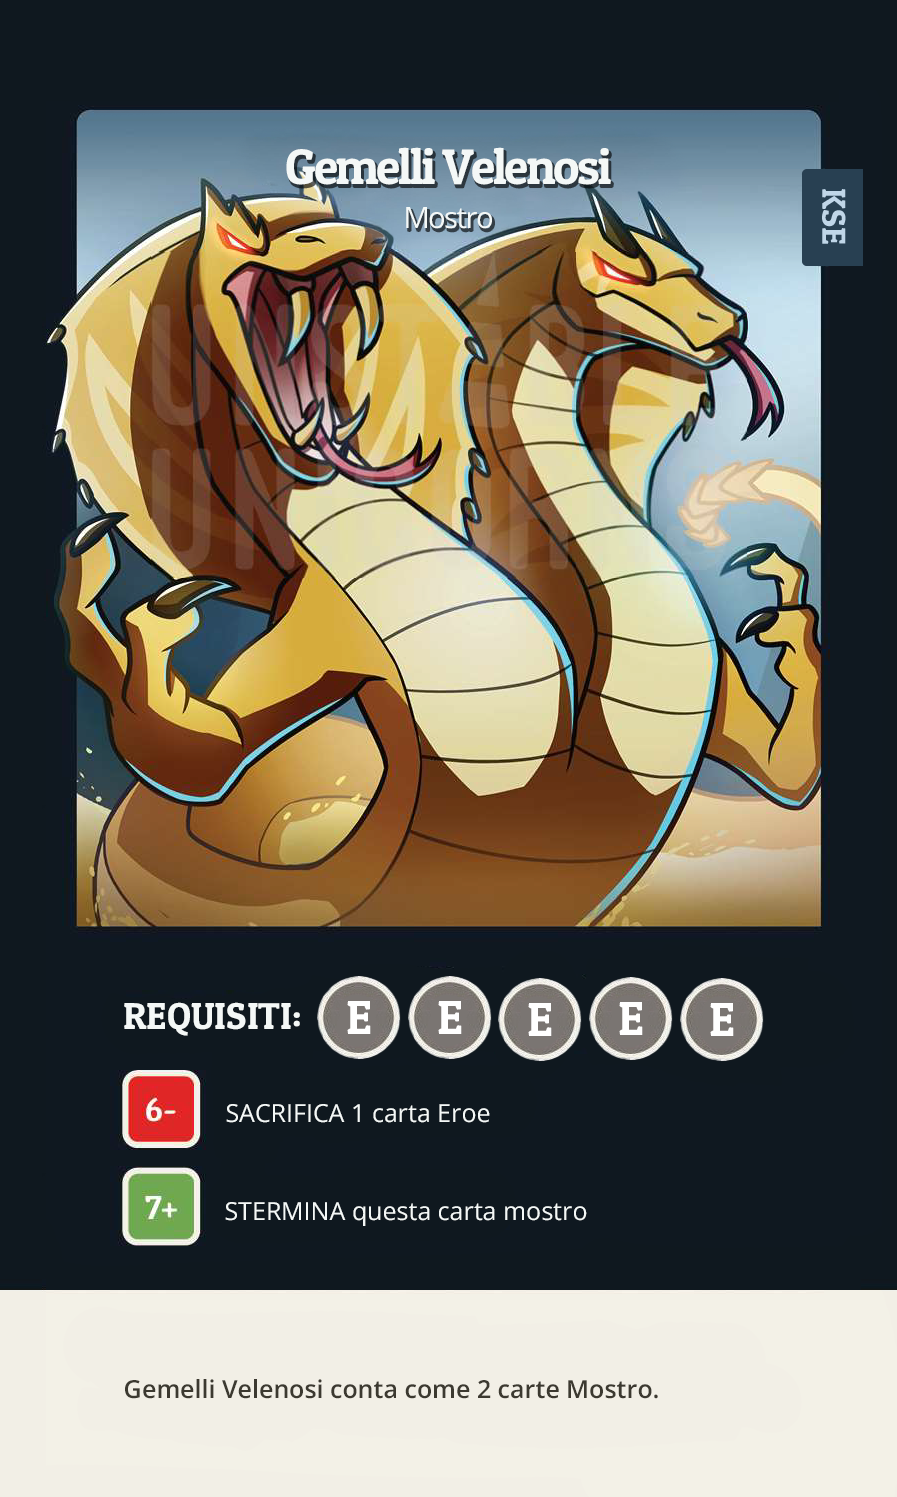 Gemelli Velenosi
Mostro
KSE
REQUISITI: E E E E E
6- SACRIFICA 1 carta Eroe
7+ STERMINA questa carta mostro
Gemelli Velenosi conta come 2 carte Mostro.